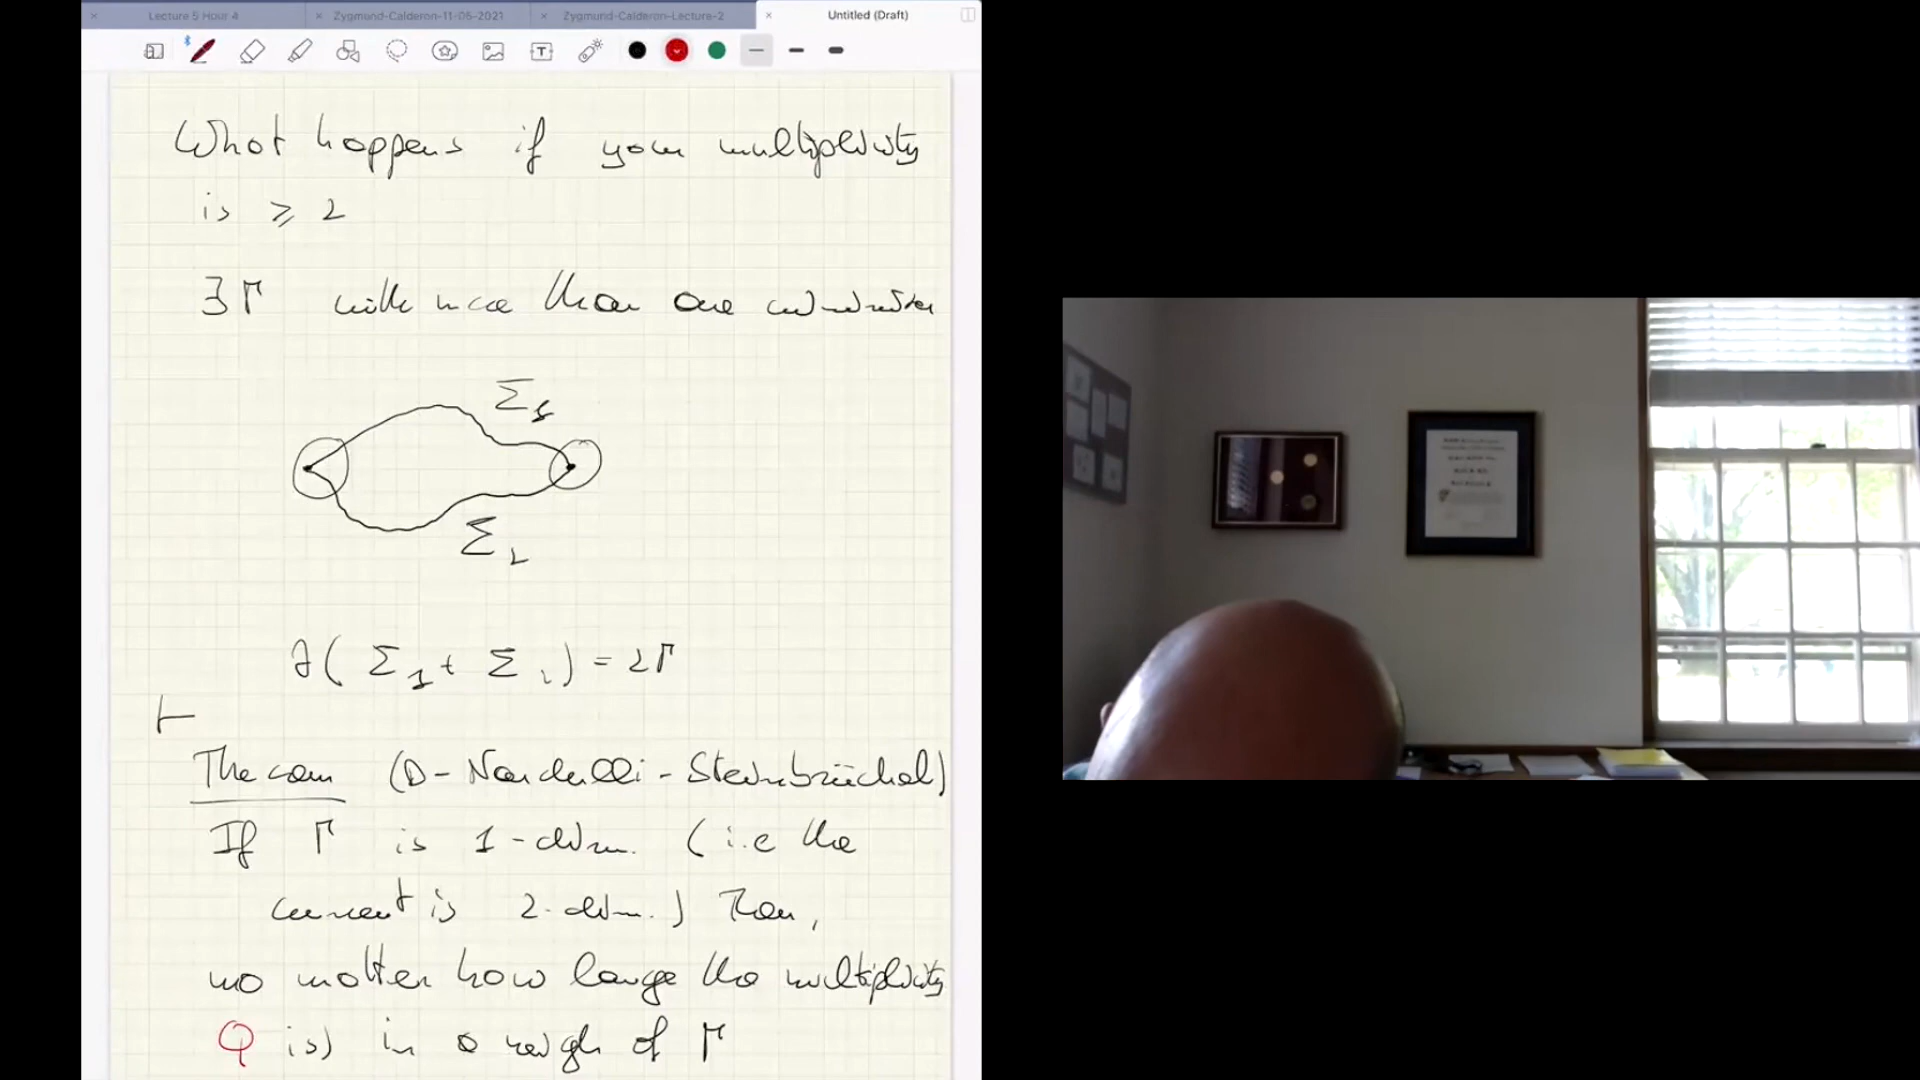 Lecture 5 Hour 4
Zygmund-Calderon-11-06-2021
Zygmund-Calderon-Lecture-2
Untitled (Draft)
What happens if your multiplicity
is ≥ 2
∃ Γ with more than one minimizer
Σ1
Σ2
∂(Σ1 + Σ2) = 2Γ
Theorem (D-Nardulli-Steinbrüchel)
If Γ is 1-dim. (i.e the
current is 2-dim.) Then,
no matter how large the multiplicity
Q is) in a neigh of Γ